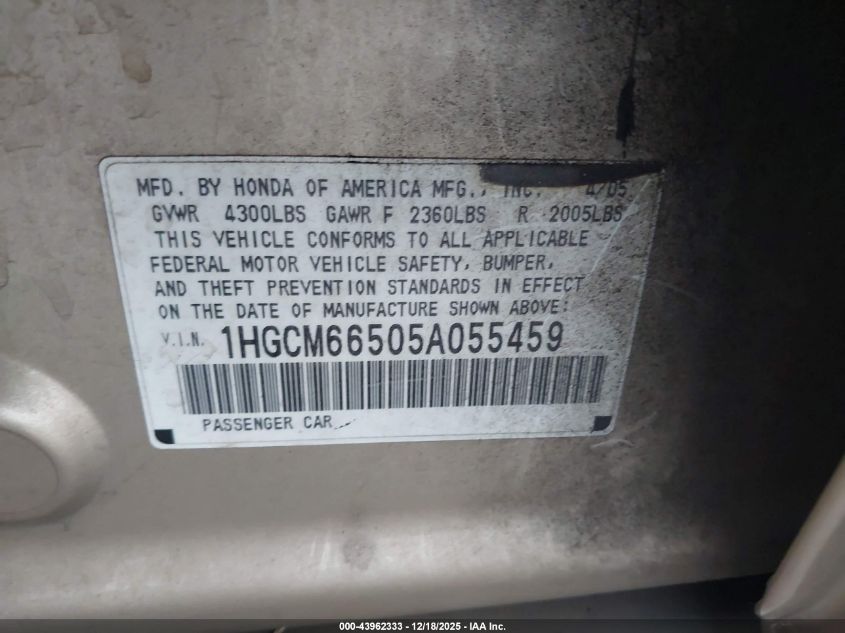 MFD. BY HONDA OF AMERICA MFG., INC. 4/05
GVWR 4300LBS GAWR F 2360LBS R 2005LBS
THIS VEHICLE CONFORMS TO ALL APPLICABLE
FEDERAL MOTOR VEHICLE SAFETY, BUMPER,
AND THEFT PREVENTION STANDARDS IN EFFECT
ON THE DATE OF MANUFACTURE SHOWN ABOVE:
V.I.N. 1HGCM66505A055459
PASSENGER CAR
000-43962333 - 12/18/2025 - IAA Inc.